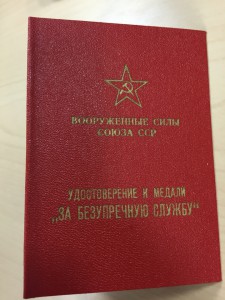 ВООРУЖЕННЫЕ СИЛЫ
СОЮЗА ССР
УДОСТОВЕРЕНИЕ К МЕДАЛИ
„ЗА БЕЗУПРЕЧНУЮ СЛУЖБУ“